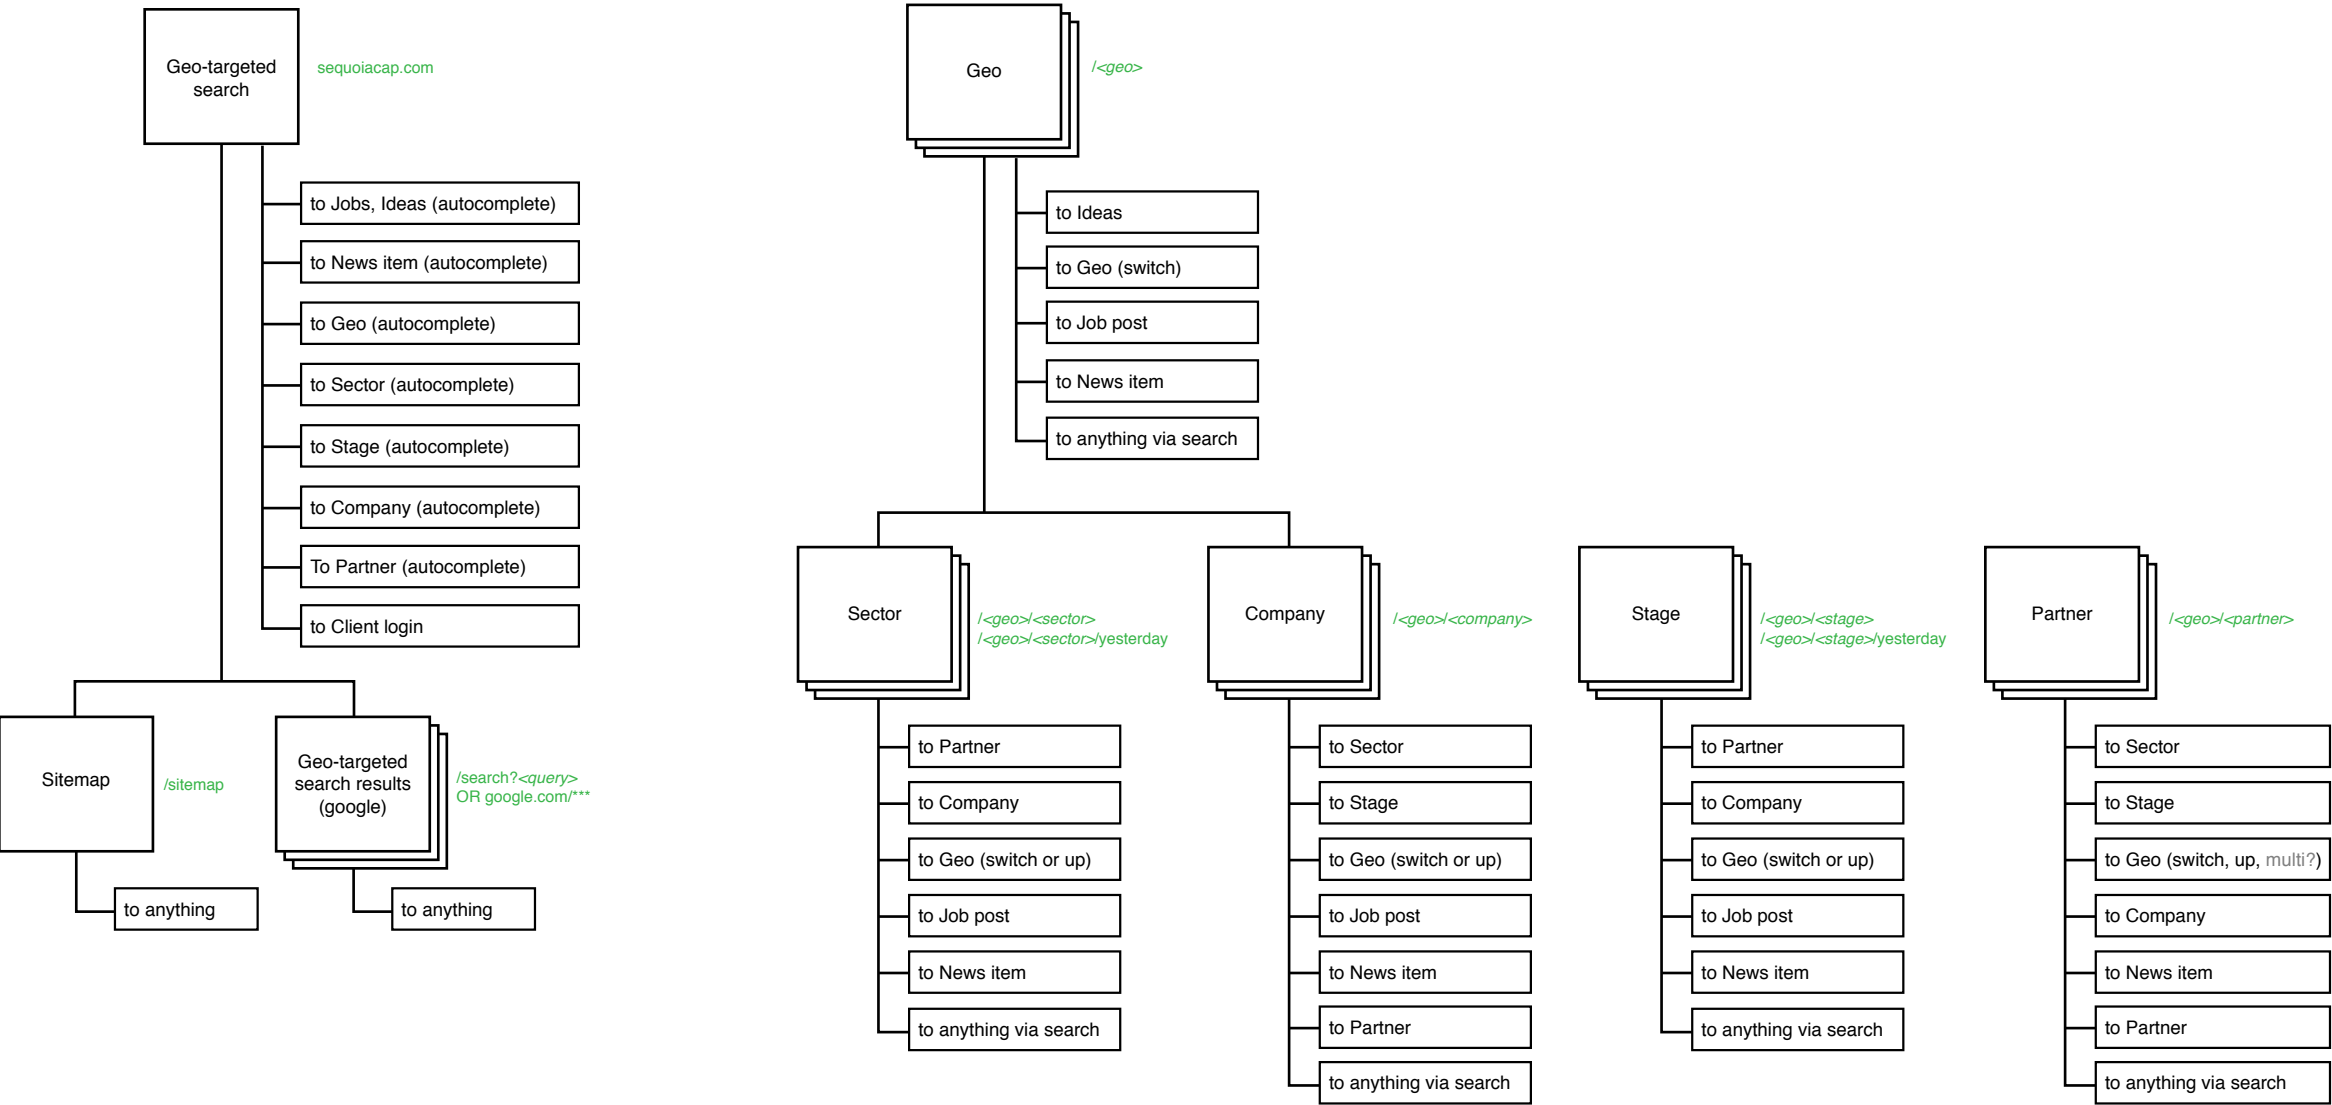 Geo-targeted
search
sequoiacap.com
to Jobs, Ideas (autocomplete)
to News item (autocomplete)
to Geo (autocomplete)
to Sector (autocomplete)
to Stage (autocomplete)
to Company (autocomplete)
To Partner (autocomplete)
to Client login
Sitemap
/sitemap
to anything
Geo-targeted
search results
(google)
/search?<query>
OR google.com/***
to anything
Geo
/<geo>
to Ideas
to Geo (switch)
to Job post
to News item
to anything via search
Sector
/<geo>/<sector>
/<geo>/<sector>/yesterday
to Partner
to Company
to Geo (switch or up)
to Job post
to News item
to anything via search
Company
/<geo>/<company>
to Sector
to Stage
to Geo (switch or up)
to Job post
to News item
to Partner
to anything via search
Stage
/<geo>/<stage>
/<geo>/<stage>/yesterday
to Partner
to Company
to Geo (switch or up)
to Job post
to News item
to anything via search
Partner
/<geo>/<partner>
to Sector
to Stage
to Geo (switch, up, multi?)
to Company
to News item
to Partner
to anything via search